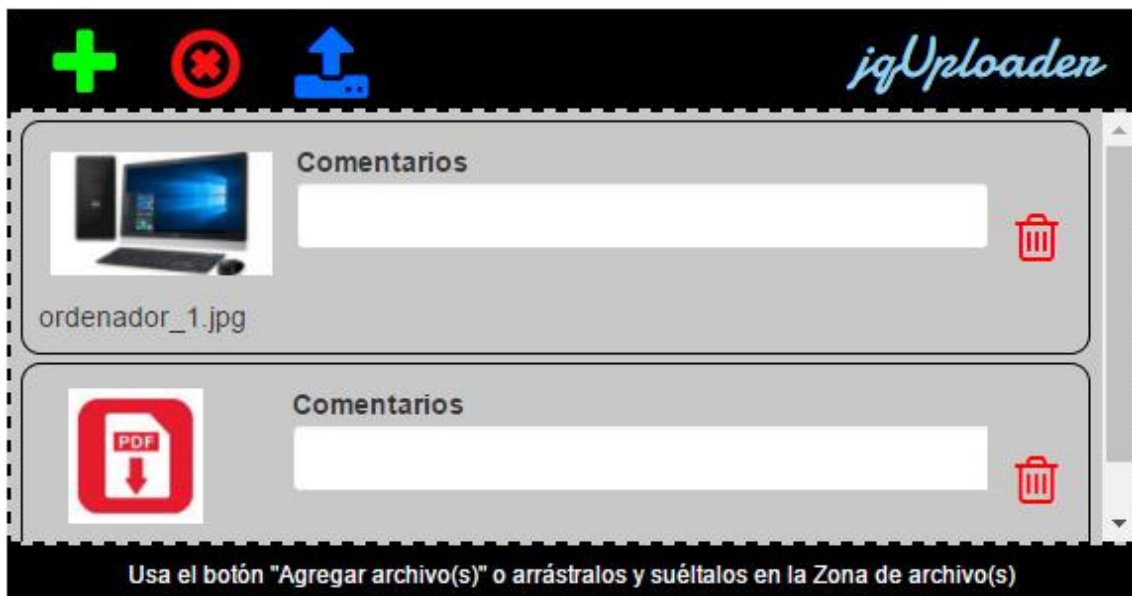 jqUploader
Comentarios
ordenador_1.jpg
Comentarios
PDF
Usa el botón "Agregar archivo(s)" o arrástralos y suéltalos en la Zona de archivo(s)